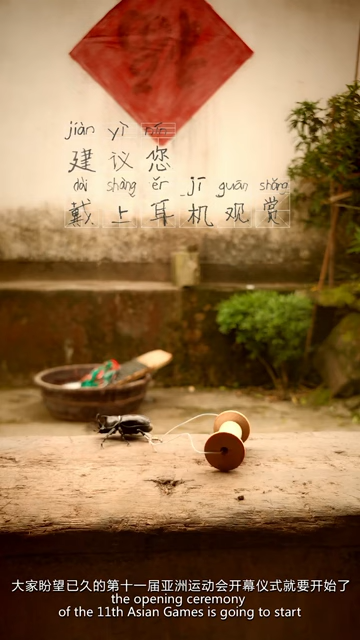 jiàn yì nín
建议您
dài shàng ěr jī guān shǎng
戴上耳机观赏
大家盼望已久的第十一届亚洲运动会开幕仪式就要开始了
the opening ceremony
of the 11th Asian Games is going to start